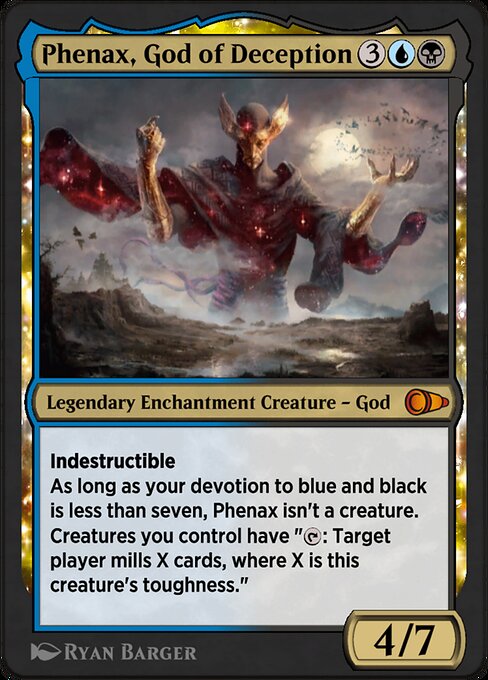 Phenax, God of Deception 3
Legendary Enchantment Creature – God
Indestructible
As long as your devotion to blue and black
is less than seven, Phenax isn't a creature.
Creatures you control have ": Target
player mills X cards, where X is this
creature's toughness."
4/7
Ryan Barger